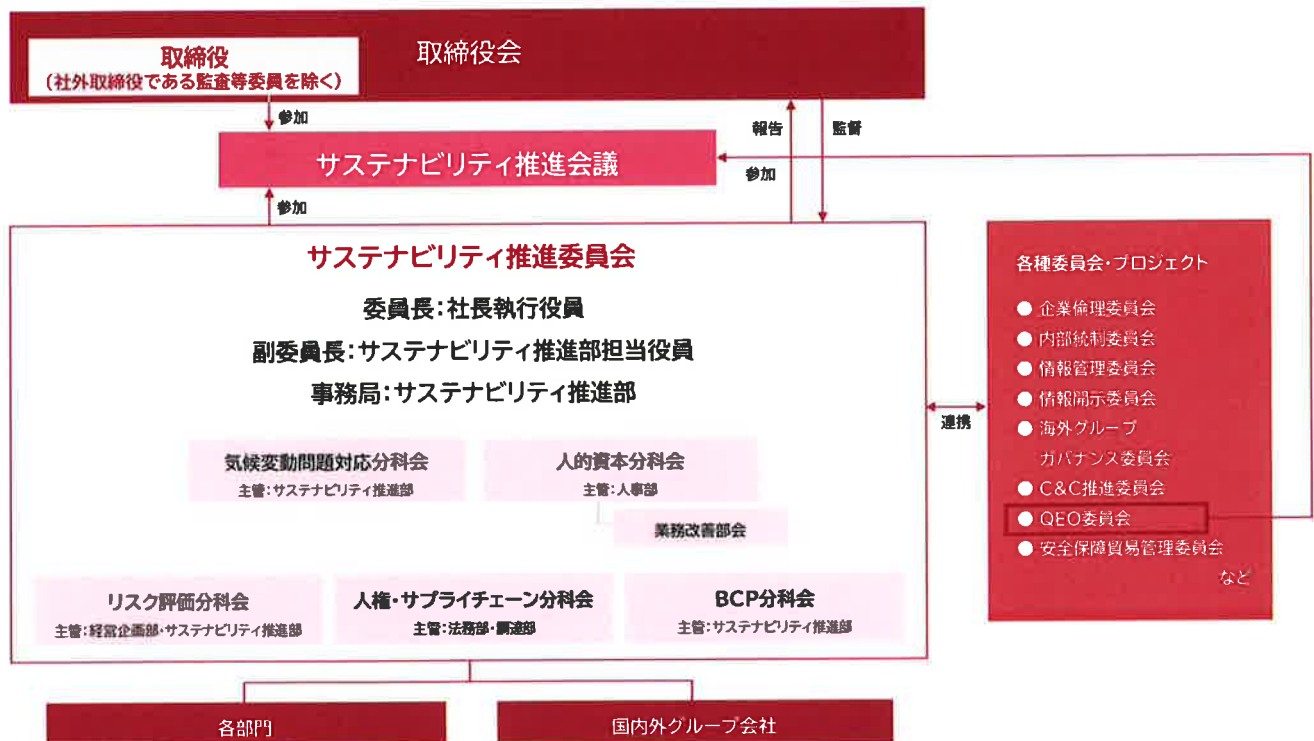 取締役会
取締役
(社外取締役である監査等委員を除く)
参加
報告
監督
サステナビリティ推進会議
参加
参加
サステナビリティ推進委員会
委員長:社長執行役員
副委員長:サステナビリティ推進部担当役員
事務局:サステナビリティ推進部
気候変動問題対応分科会
主管:サステナビリティ推進部
人的資本分科会
主管:人事部
業務改善部会
リスク評価分科会
主管:経営企画部・サステナビリティ推進部
人権・サプライチェーン分科会
主管:法務部・調達部
BCP分科会
主管:サステナビリティ推進部
連携
各種委員会・プロジェクト
● 企業倫理委員会
● 内部統制委員会
● 情報管理委員会
● 情報開示委員会
● 海外グループ
ガバナンス委員会
● C&C推進委員会
● QEO委員会
● 安全保障貿易管理委員会
など
各部門
国内外グループ会社